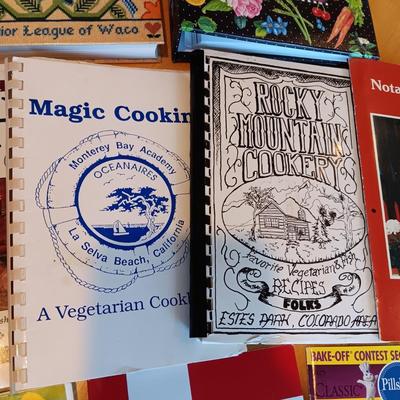 ior League of Waco
Magic Cookin
Monterey Bay Academy
OCEANAIRES
La Selva Beach, California
A Vegetarian Cookb
ROCKY
MOUNTAIN
COOKERY
Favorite Vegetarian
RECIPES
FOLKS
ESTES PARK, COLORADO AREA
Nota
BAKE-OFF® CONTEST SE
CLASSIC
Pills